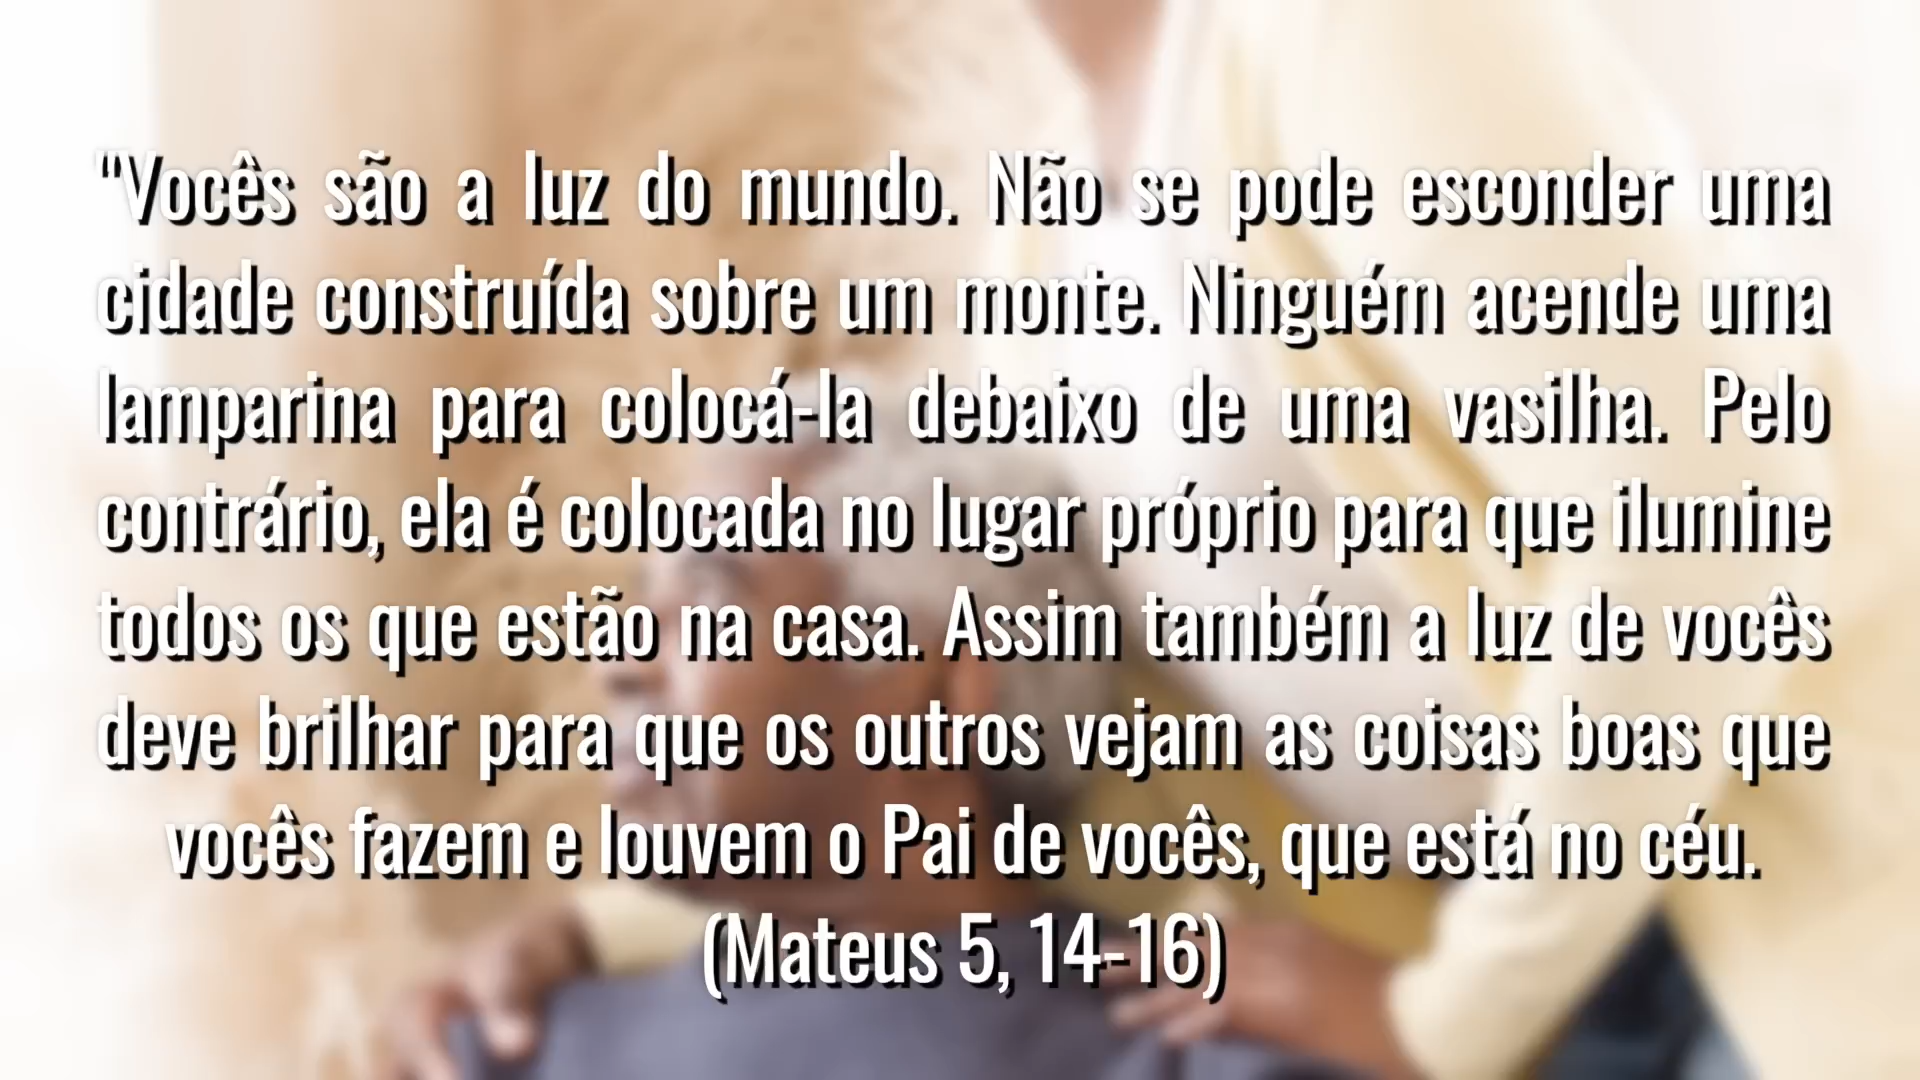 "Vocês são a luz do mundo. Não se pode esconder uma
cidade construída sobre um monte. Ninguém acende uma
lamparina para colocá-la debaixo de uma vasilha. Pelo
contrário, ela é colocada no lugar próprio para que ilumine
todos os que estão na casa. Assim também a luz de vocês
deve brilhar para que os outros vejam as coisas boas que
vocês fazem e louvem o Pai de vocês, que está no céu.
(Mateus 5, 14-16)